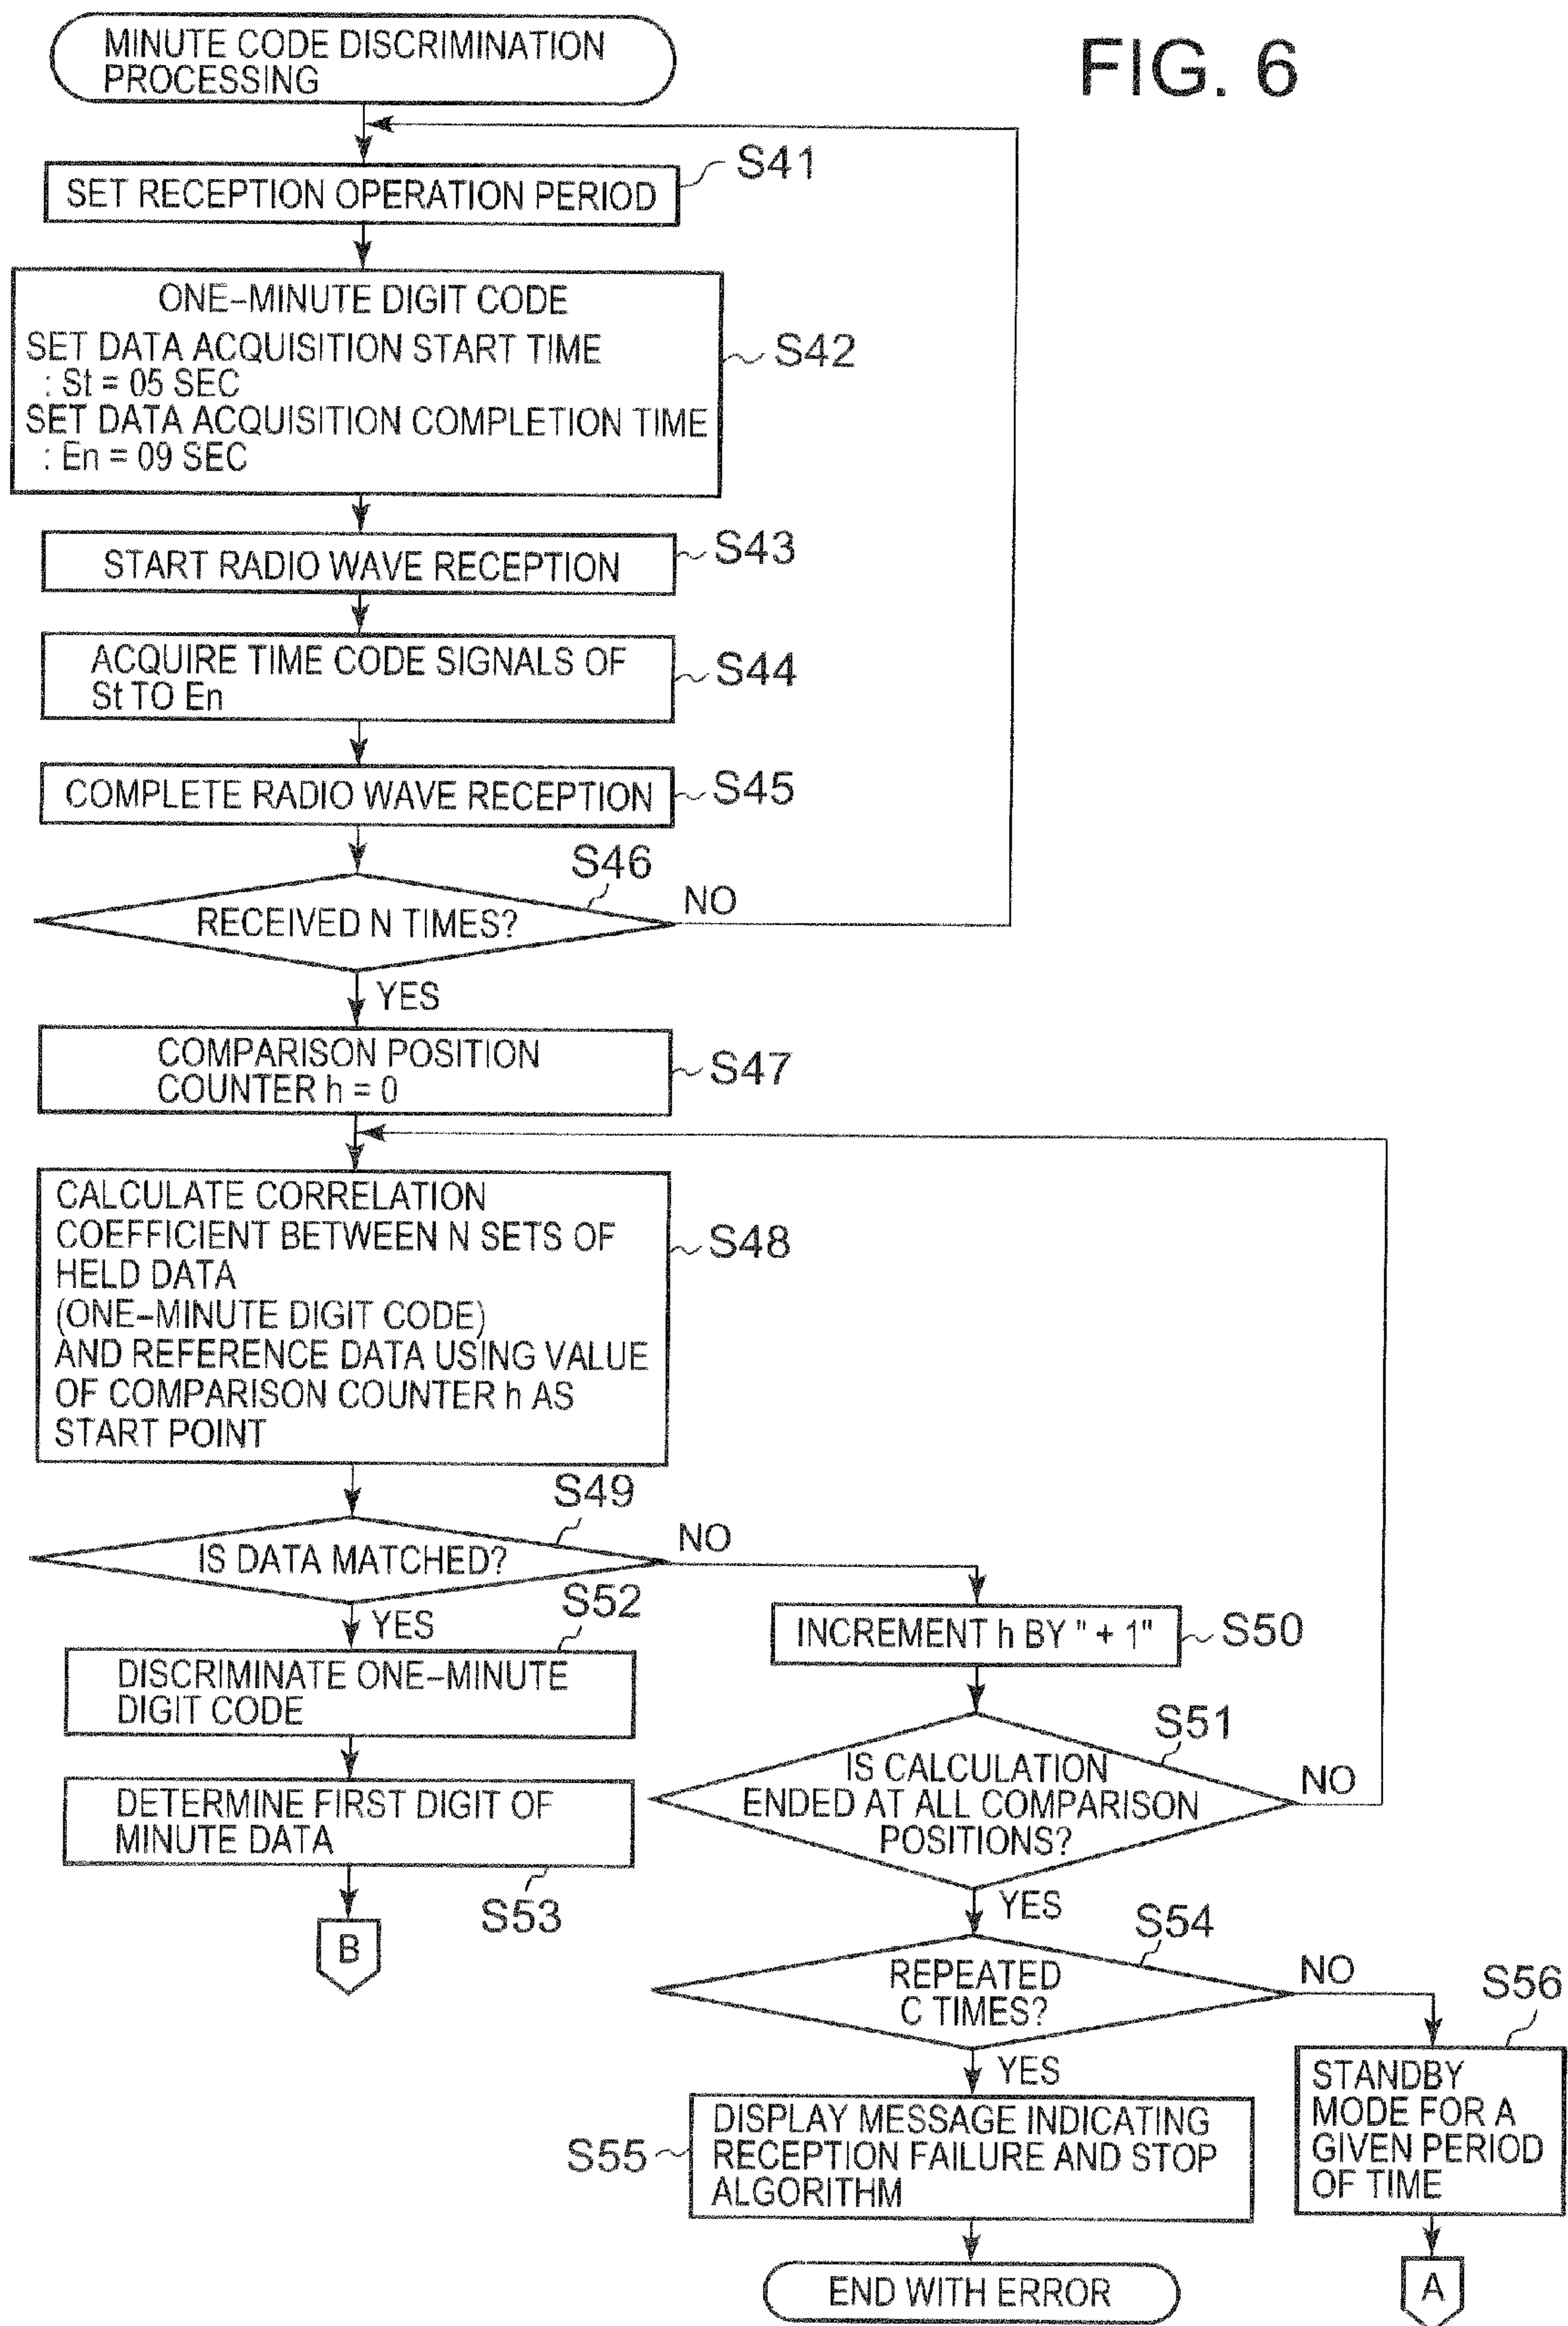 MINUTE CODE DISCRIMINATION
PROCESSING
FIG. 6
S41
SET RECEPTION OPERATION PERIOD
ONE-MINUTE DIGIT CODE
SET DATA ACQUISITION START TIME
: St = 05 SEC
SET DATA ACQUISITION COMPLETION TIME
: En = 09 SEC
S42
START RADIO WAVE RECEPTION
S43
ACQUIRE TIME CODE SIGNALS OF
St TO En
S44
COMPLETE RADIO WAVE RECEPTION
S45
S46
RECEIVED N TIMES?
NO
YES
COMPARISON POSITION
COUNTER h = 0
S47
CALCULATE CORRELATION
COEFFICIENT BETWEEN N SETS OF
HELD DATA
(ONE-MINUTE DIGIT CODE)
AND REFERENCE DATA USING VALUE
OF COMPARISON COUNTER h AS
START POINT
S48
S49
IS DATA MATCHED?
NO
YES
S52
DISCRIMINATE ONE-MINUTE
DIGIT CODE
DETERMINE FIRST DIGIT OF
MINUTE DATA
S53
B
INCREMENT h BY " + 1"
S50
S51
IS CALCULATION
ENDED AT ALL COMPARISON
POSITIONS?
NO
YES
S54
REPEATED
C TIMES?
NO
YES
S56
STANDBY
MODE FOR A
GIVEN PERIOD
OF TIME
A
S55
DISPLAY MESSAGE INDICATING
RECEPTION FAILURE AND STOP
ALGORITHM
END WITH ERROR